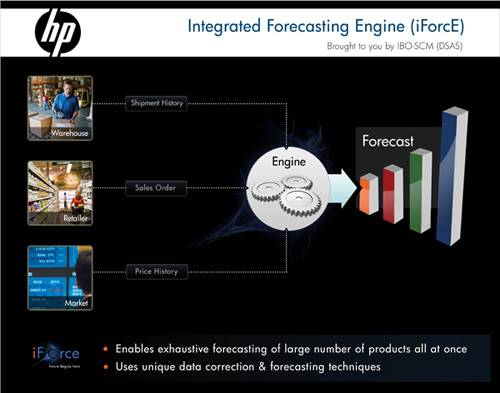 hp
Integrated Forecasting Engine (iForcE)
Brought to you by IBO-SCM (DSAS)
Shipment History
Warehouse
Forecast
Engine
Sales Order
Retailer
Price History
Market
iForce
Future Begins here
• Enables exhaustive forecasting of large number of products all at once
• Uses unique data correction & forecasting techniques